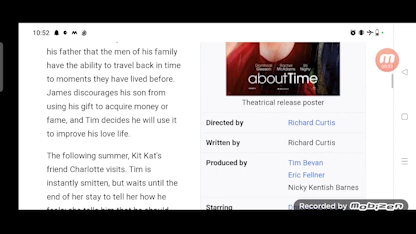 10:52
his father that the men of his family
have the ability to travel back in time
to moments they have lived before.
James discourages his son from
using his gift to acquire money or
fame, and Tim decides he will use it
to improve his love life.
The following summer, Kit Kat's
friend Charlotte visits. Tim is
instantly smitten, but waits until the
end of her stay to tell her how he
about Time
Theatrical release poster
Directed by Richard Curtis
Written by Richard Curtis
Produced by Tim Bevan
Eric Fellner
Nicky Kentish Barnes
Starring
Recorded by mobizen